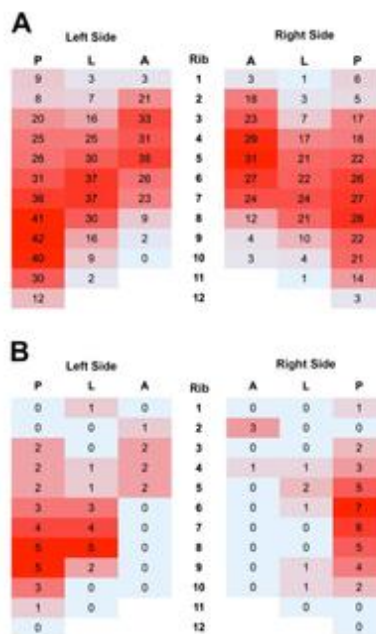 A
Left Side Right Side
P L A Rib A L P
9 3 3 1 3 1 6
8 7 21 2 18 3 5
20 16 33 3 23 7 17
25 25 31 4 29 17 18
26 30 35 5 31 21 22
31 37 26 6 27 22 26
36 37 23 7 24 24 27
41 30 9 8 12 21 28
42 16 2 9 4 10 22
40 9 0 10 3 4 21
30 2 11 1 14
12 12 3
B
Left Side Right Side
P L A Rib A L P
0 1 0 1 0 0 1
0 0 1 2 3 0 0
2 0 2 3 0 0 2
2 1 2 4 1 1 3
2 1 2 5 0 2 5
3 3 0 6 0 1 7
4 4 0 7 0 0 6
5 5 0 8 0 0 5
5 2 0 9 0 1 4
3 0 0 10 0 1 2
1 0 11 0 0
0 12 0